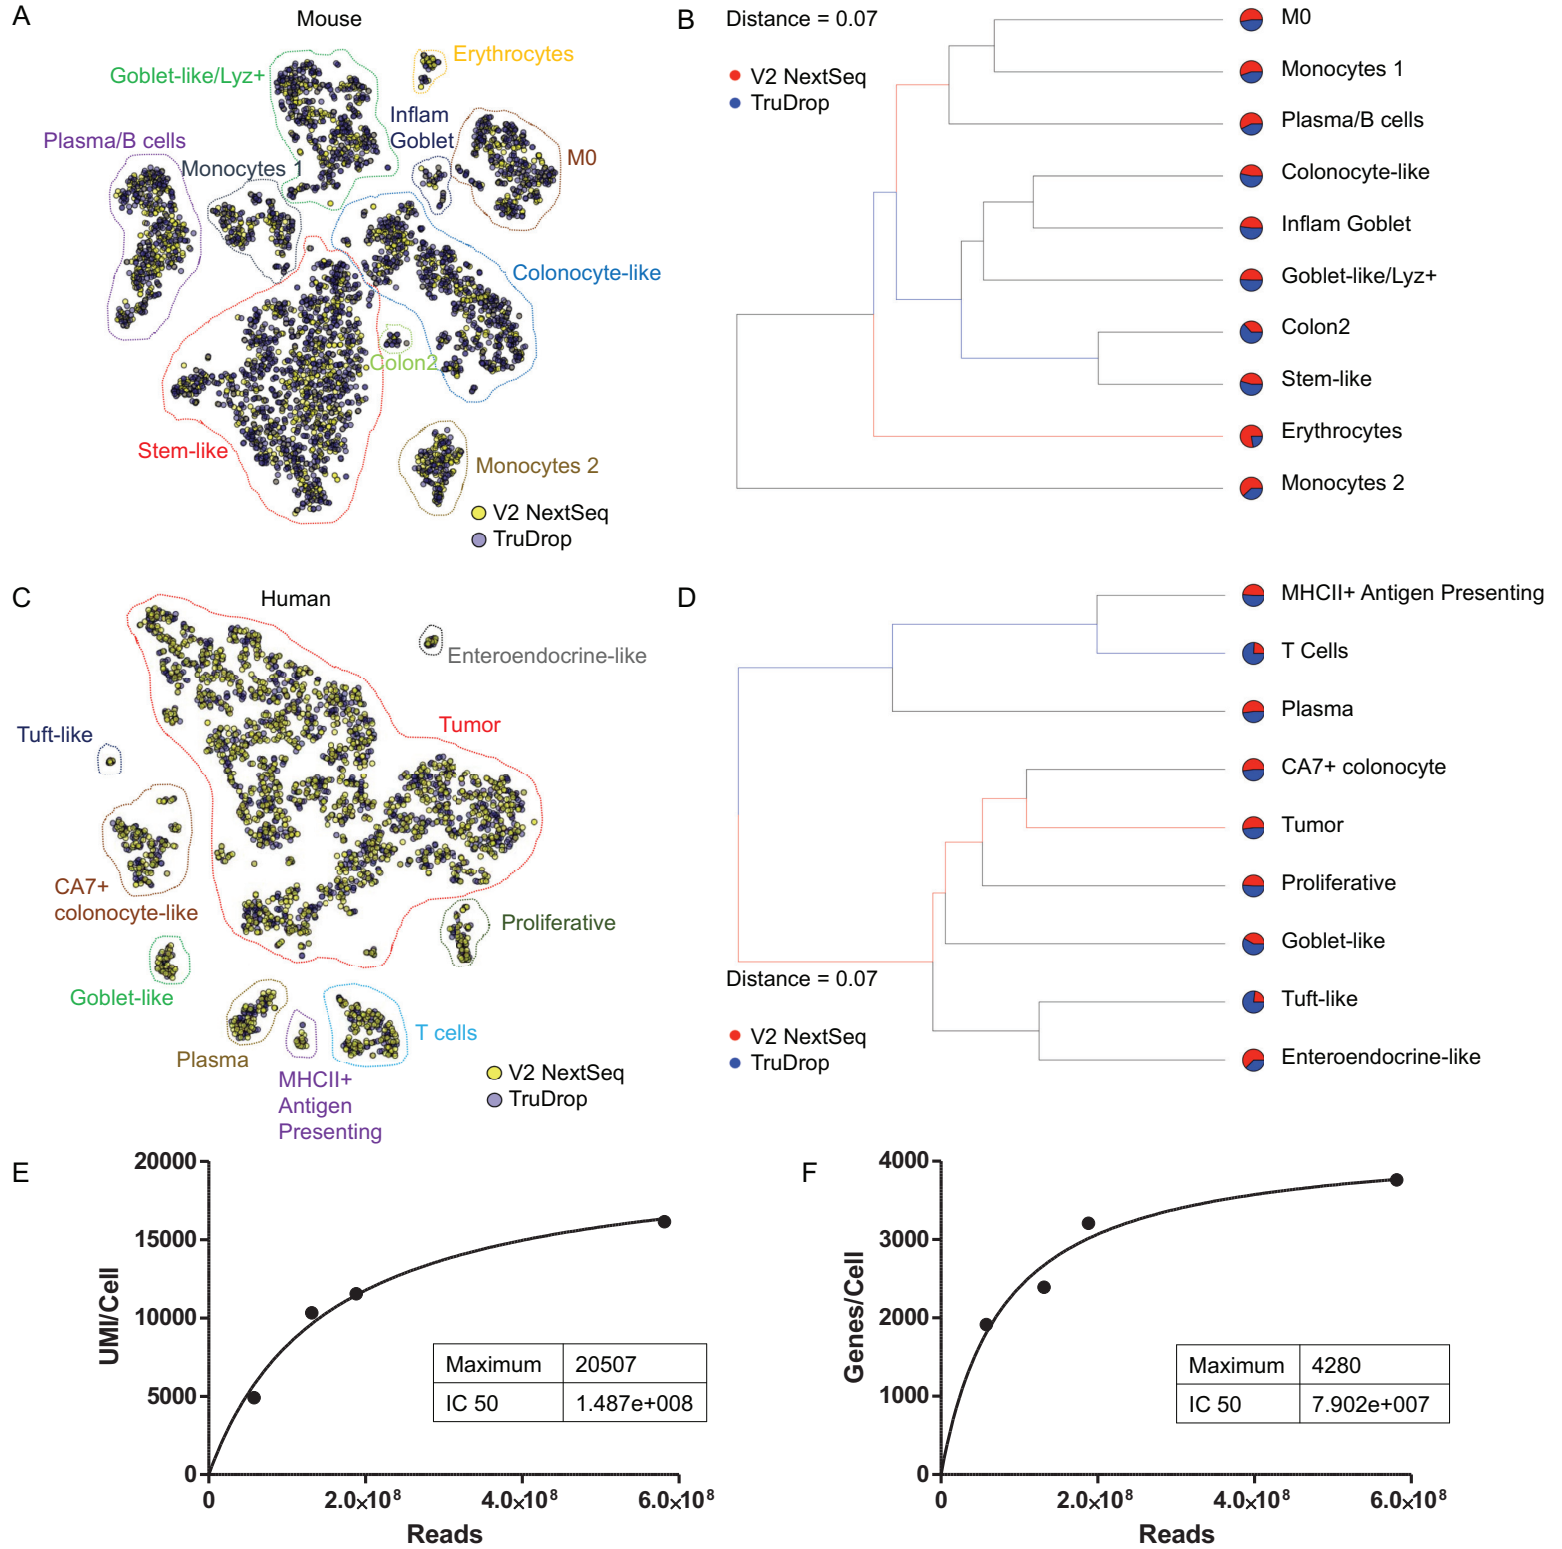 A
Mouse
Erythrocytes
Goblet-like/Lyz+
Inflam
Goblet
Plasma/B cells
Monocytes 1
M0
Colonocyte-like
Colon2
Stem-like
Monocytes 2
V2 NextSeq
TruDrop
B
Distance = 0.07
V2 NextSeq
TruDrop
M0
Monocytes 1
Plasma/B cells
Colonocyte-like
Inflam Goblet
Goblet-like/Lyz+
Colon2
Stem-like
Erythrocytes
Monocytes 2
C
Human
Enteroendocrine-like
Tumor
Tuft-like
CA7+
colonocyte-like
Proliferative
Goblet-like
Plasma
T cells
MHCII+
Antigen
Presenting
V2 NextSeq
TruDrop
D
MHCII+ Antigen Presenting
T Cells
Plasma
CA7+ colonocyte
Tumor
Proliferative
Goblet-like
Tuft-like
Enteroendocrine-like
Distance = 0.07
V2 NextSeq
TruDrop
E
20000
15000
10000
5000
0
UMI/Cell
Maximum 20507
IC 50 1.487e+008
0 2.0×10⁸ 4.0×10⁸ 6.0×10⁸
Reads
F
4000
3000
2000
1000
0
Genes/Cell
Maximum 4280
IC 50 7.902e+007
0 2.0×10⁸ 4.0×10⁸ 6.0×10⁸
Reads